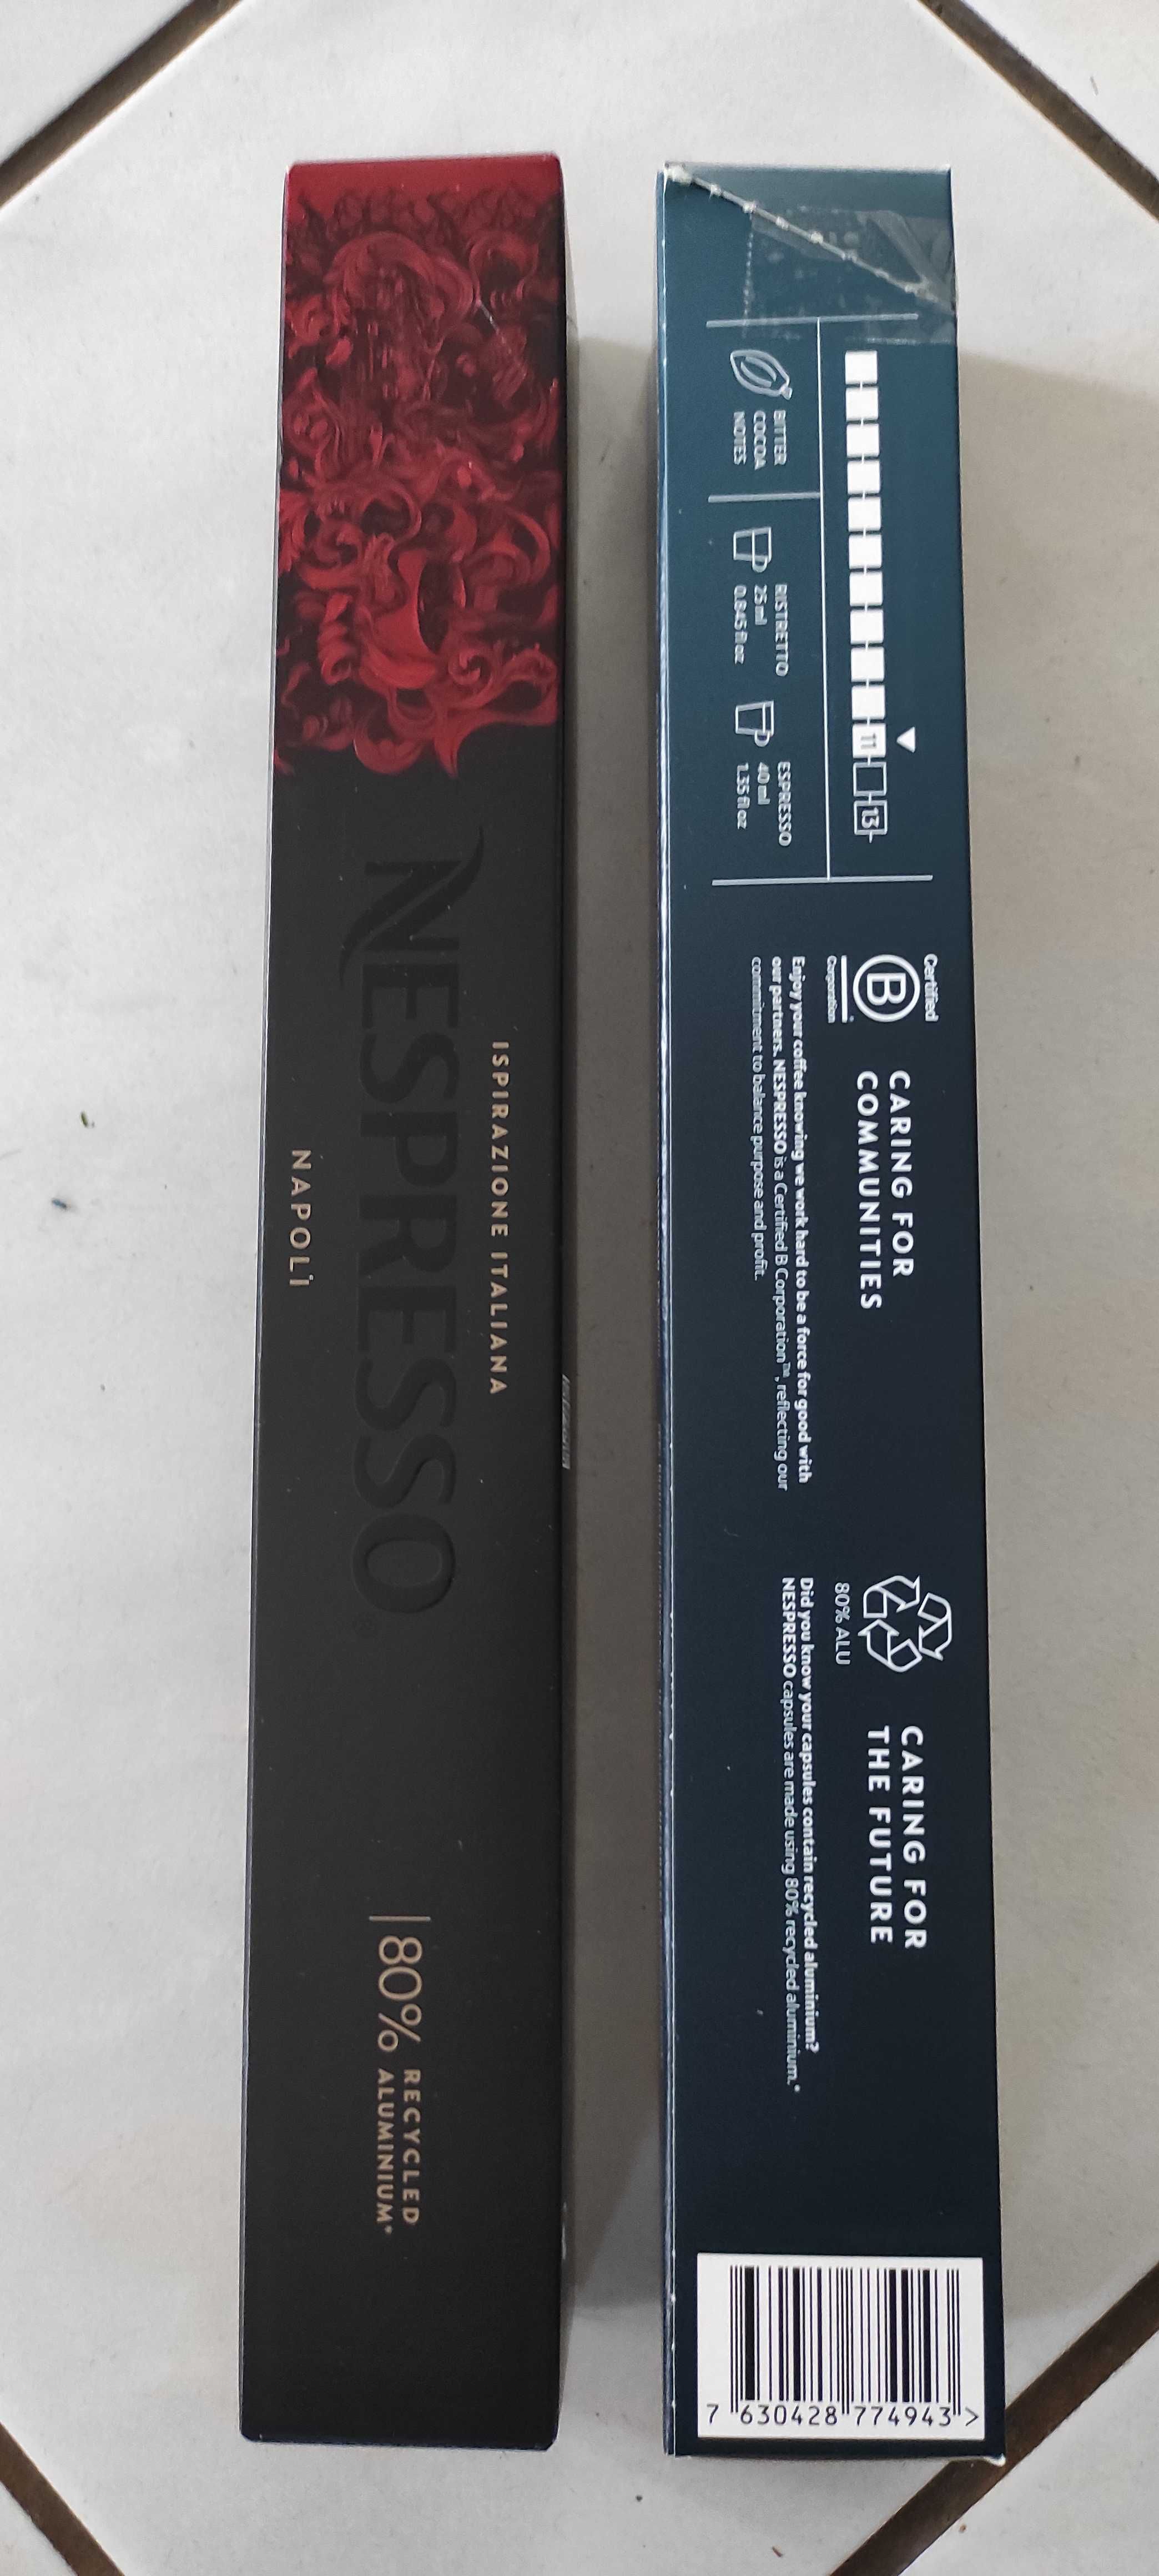 ISPIRAZIONE ITALIANA
NESPRESSO
NAPOLI
80% RECYCLED
ALUMINIUM*
11
13
BITTER
COCOA
NOTES
RISTRETTO
25 ml
0.845 fl oz
ESPRESSO
40 ml
1.35 fl oz
Certified
B
Corporation
CARING FOR
COMMUNITIES
Enjoy your coffee knowing we work hard to be a force for good with
our partners. NESPRESSO is a Certified B Corporation™, reflecting our
commitment to balance purpose and profit.
80% ALU
CARING FOR
THE FUTURE
Did you know your capsules contain recycled aluminium?
NESPRESSO capsules are made using 80% recycled aluminium.*
7 630428 774943 >